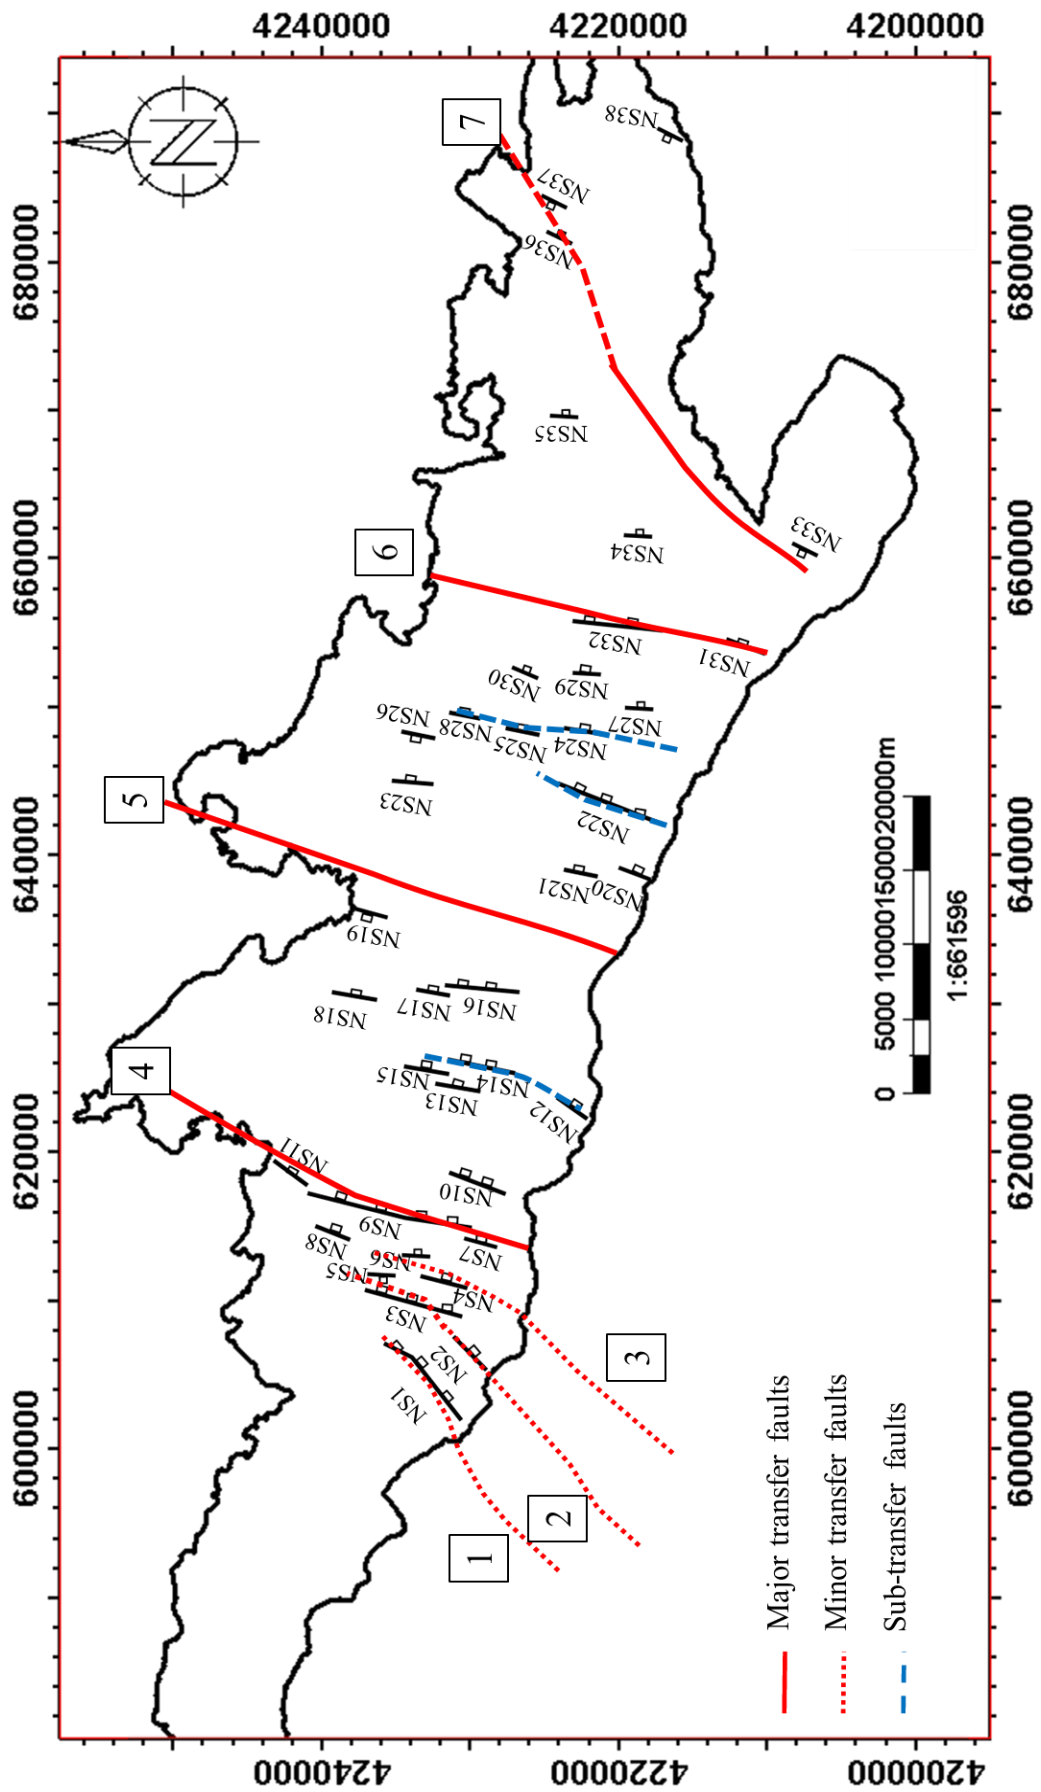 4240000
4220000
4200000
N
7
NS38
NS37
NS36
680000
680000
NS35
660000
660000
6
NS34
NS33
NS32
NS31
NS30
NS29
NS27
NS26
NS28
NS25
NS24
NS23
NS22
5
640000
640000
NS21
NS20
NS19
NS18
NS17
NS16
NS15
NS14
NS13
NS12
4
620000
620000
NS11
NS10
NS9
NS8
NS7
NS6
NS5
NS4
NS3
NS2
NS1
3
2
1
600000
600000
0 5000 10000 15000 20000m
1:661596
Major transfer faults
Minor transfer faults
Sub-transfer faults
4240000
4220000
4200000